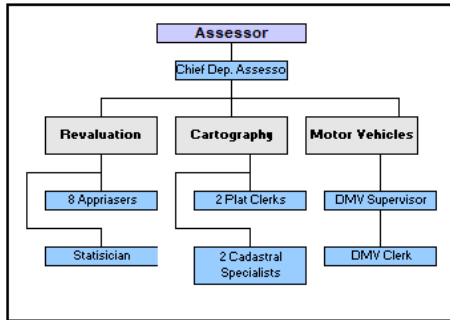 Assessor
Chief Dep. Assesso
Revaluation
Cartography
Motor Vehicles
8 Appriasers
2 Plat Clerks
DMV Supervisor
Statisician
2 Cadastral
Specialists
DMV Clerk